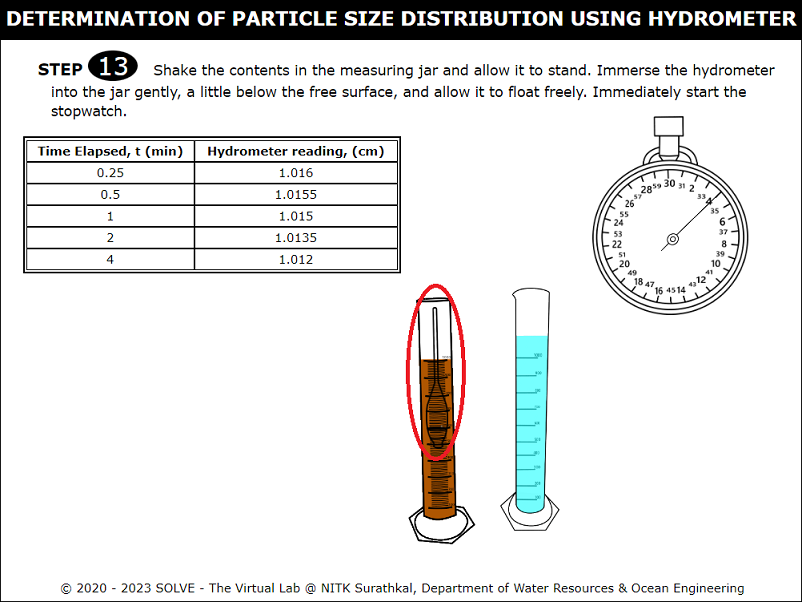 DETERMINATION OF PARTICLE SIZE DISTRIBUTION USING HYDROMETER
STEP 13 Shake the contents in the measuring jar and allow it to stand. Immerse the hydrometer
into the jar gently, a little below the free surface, and allow it to float freely. Immediately start the
stopwatch.
Time Elapsed, t (min) Hydrometer reading, (cm)
0.25 1.016
0.5 1.0155
1 1.015
2 1.0135
4 1.012
28 59 30 31 2
57 33
26 4
55 35
24 6
53 37
22 8
51 39
20 10
49 41
18 47 16 45 14 43 12
© 2020 - 2023 SOLVE - The Virtual Lab @ NITK Surathkal, Department of Water Resources & Ocean Engineering